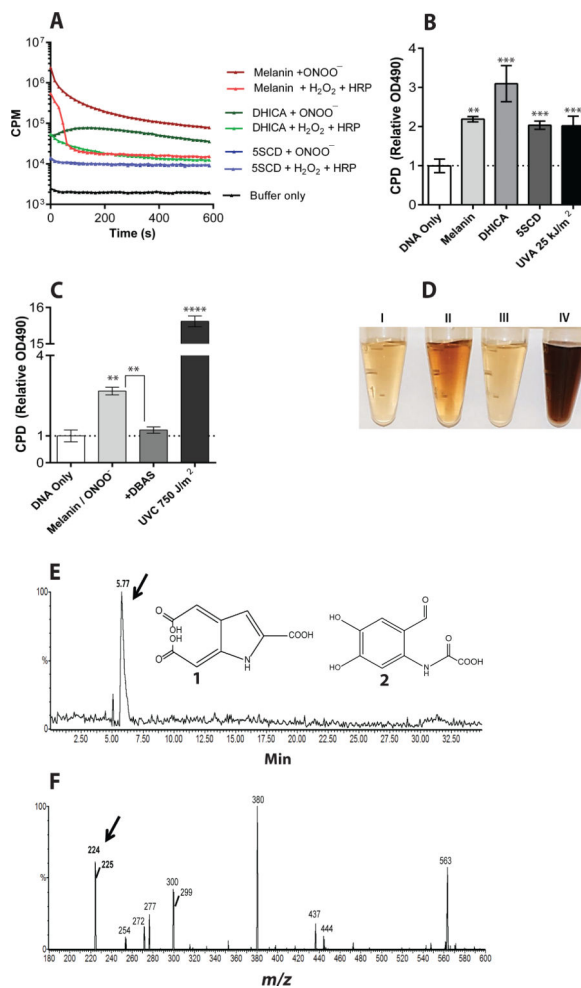 A
CPM
10⁷
10⁶
10⁵
10⁴
10³
0
200
400
600
Time (s)
Melanin +ONOO⁻
Melanin + H₂O₂ + HRP
DHICA + ONOO⁻
DHICA + H₂O₂ + HRP
5SCD + ONOO⁻
5SCD + H₂O₂ + HRP
Buffer only
B
CPD (Relative OD490)
4
3
2
1
0
**
***
***
***
DNA Only
Melanin
DHICA
5SCD
UVA 25 kJ/m²
C
CPD (Relative OD490)
16
15
4
1
0
**
**
****
DNA Only
Melanin / ONOO⁻
+DBAS
UVC 750 J/m²
D
I II III IV
E
100
%
0
5.77
O
OH
O
OH
N
H
COOH
1
HO
HO
O
N
H
O
COOH
2
2.50 5.00 7.50 10.00 12.50 15.00 17.50 20.00 22.50 25.00 27.50 30.00 32.50
Min
F
100
%
0
224
225
254
272
277
300
299
380
437
444
563
180 200 220 240 260 280 300 320 340 360 380 400 420 440 460 480 500 520 540 560 580 600
m/z